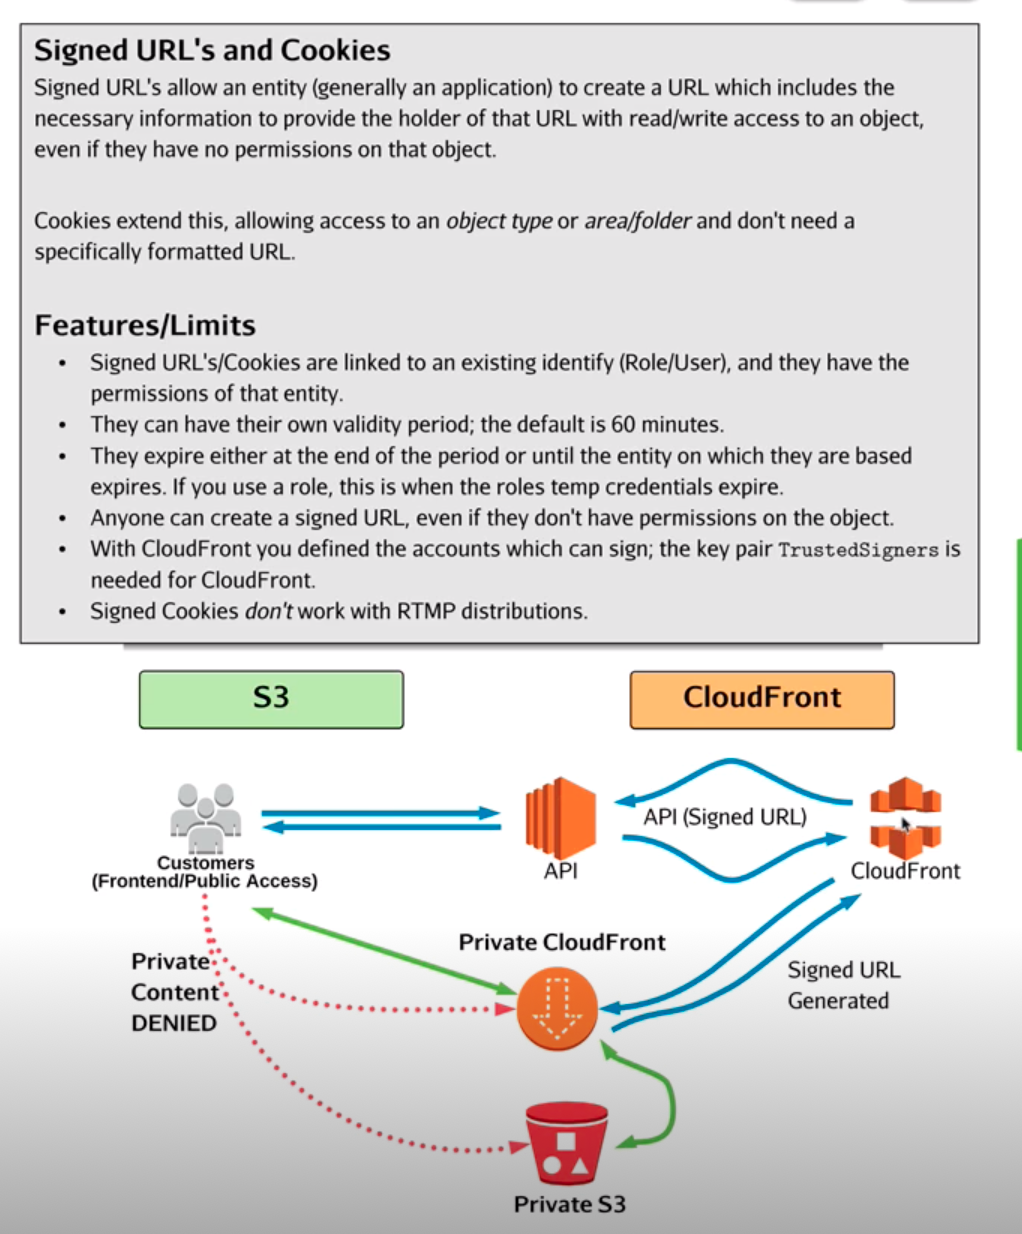 Signed URL's and Cookies
Signed URL's allow an entity (generally an application) to create a URL which includes the
necessary information to provide the holder of that URL with read/write access to an object,
even if they have no permissions on that object.
Cookies extend this, allowing access to an object type or area/folder and don't need a
specifically formatted URL.
Features/Limits
• Signed URL's/Cookies are linked to an existing identify (Role/User), and they have the
permissions of that entity.
• They can have their own validity period; the default is 60 minutes.
• They expire either at the end of the period or until the entity on which they are based
expires. If you use a role, this is when the roles temp credentials expire.
• Anyone can create a signed URL, even if they don't have permissions on the object.
• With CloudFront you defined the accounts which can sign; the key pair TrustedSigners is
needed for CloudFront.
• Signed Cookies don't work with RTMP distributions.
S3
CloudFront
API (Signed URL)
Customers
(Frontend/Public Access)
API
CloudFront
Private CloudFront
Private
Content
DENIED
Signed URL
Generated
Private S3